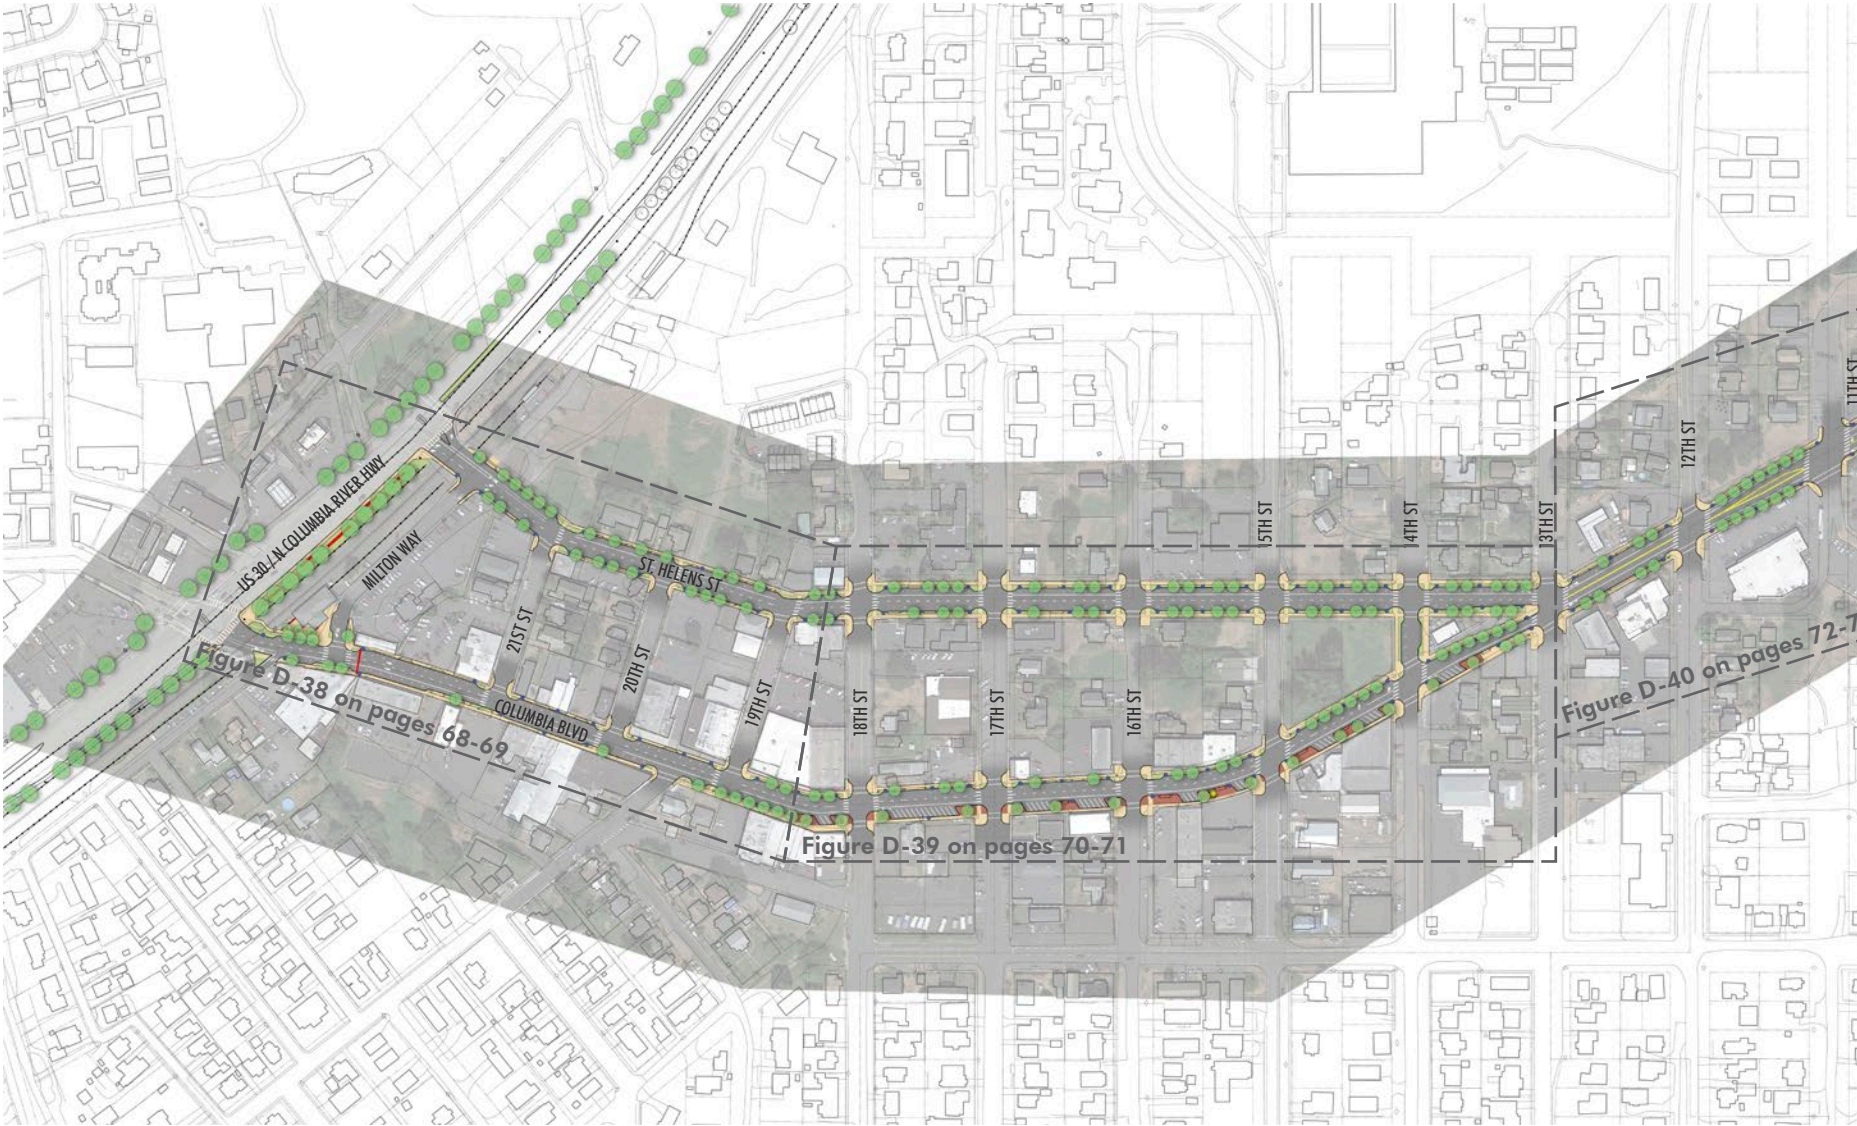 11TH ST
12TH ST
US 30 / N. COLUMBIA RIVER HWY
15TH ST
14TH ST
13TH ST
MILTON WAY
ST. HELENS ST
21ST ST
20TH ST
19TH ST
18TH ST
17TH ST
16TH ST
COLUMBIA BLVD
Figure D-38 on pages 68-69
Figure D-39 on pages 70-71
Figure D-40 on pages 72-7